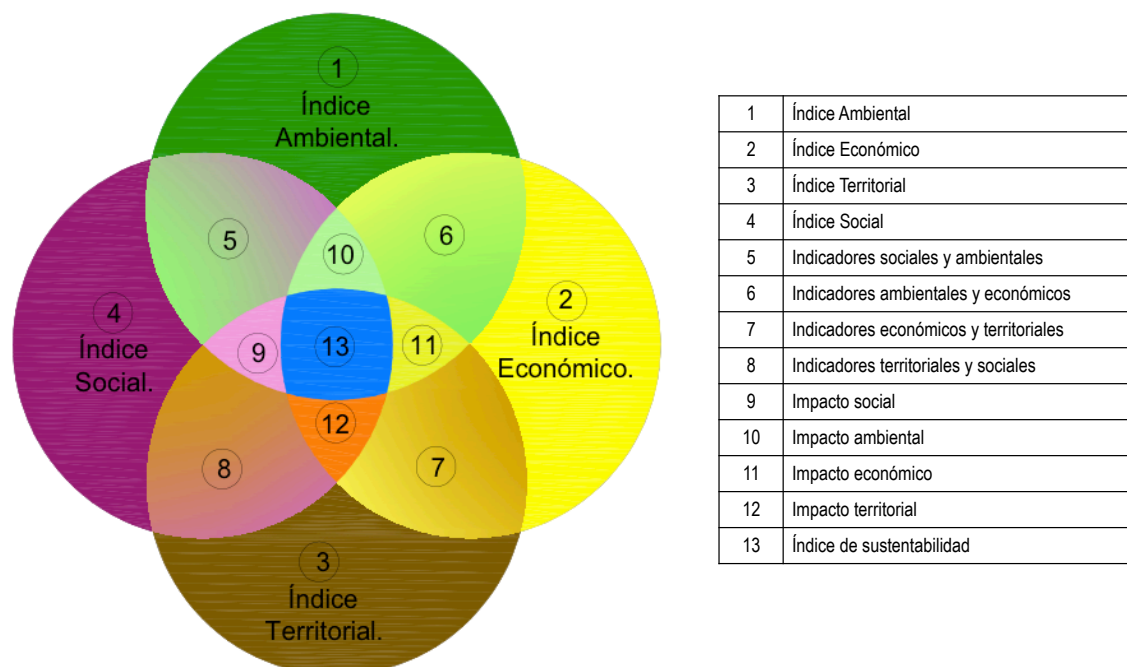 1
Índice
Ambiental.
5
10
6
4
Índice
Social.
9
13
11
2
Índice
Económico.
12
8
7
3
Índice
Territorial.
1 Índice Ambiental
2 Índice Económico
3 Índice Territorial
4 Índice Social
5 Indicadores sociales y ambientales
6 Indicadores ambientales y económicos
7 Indicadores económicos y territoriales
8 Indicadores territoriales y sociales
9 Impacto social
10 Impacto ambiental
11 Impacto económico
12 Impacto territorial
13 Índice de sustentabilidad